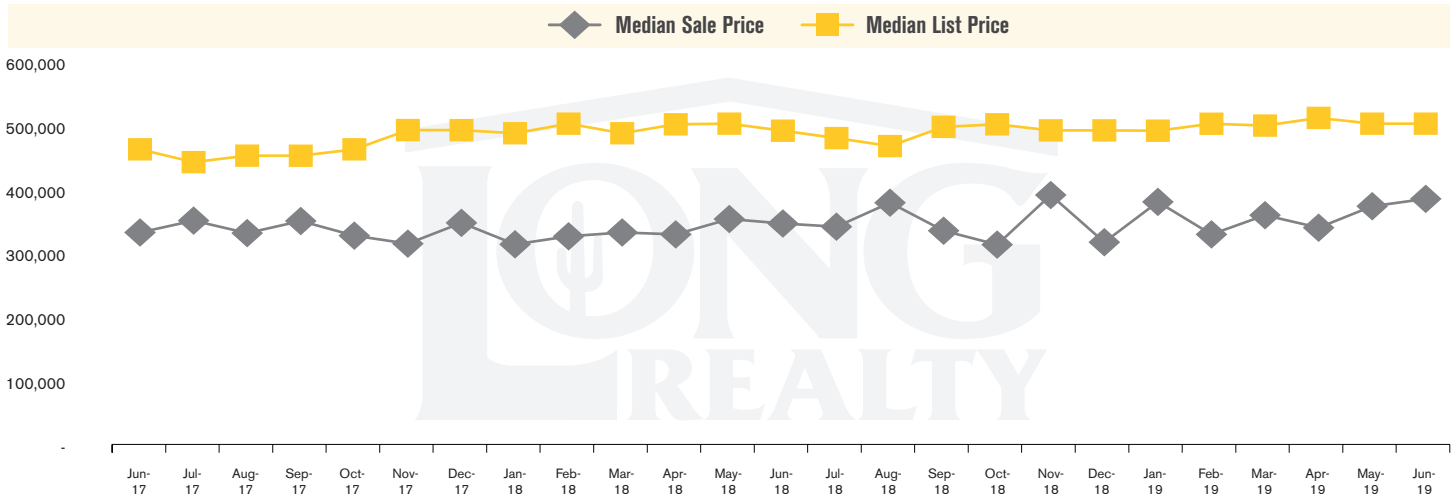 Median Sale Price Median List Price
600,000
500,000
400,000
300,000
200,000
100,000
-
LONG
REALTY
Jun- Jul- Aug- Sep- Oct- Nov- Dec- Jan- Feb- Mar- Apr- May- Jun- Jul- Aug- Sep- Oct- Nov- Dec- Jan- Feb- Mar- Apr- May- Jun-
17 17 17 17 17 17 17 18 18 18 18 18 18 18 18 18 18 18 18 19 19 19 19 19 19